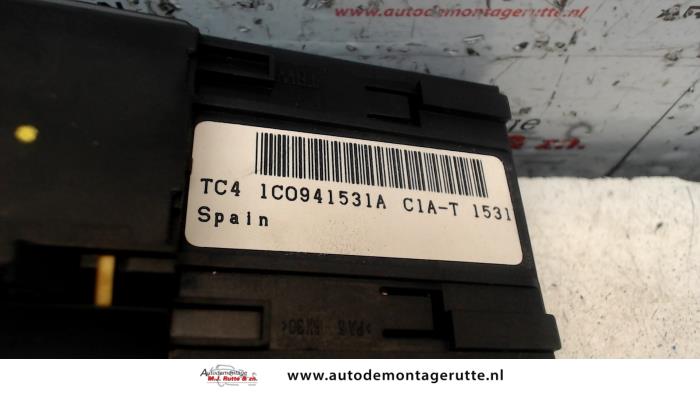 www.autodemontagerutte.nl
TC4 1C0941531A C1A-T 1531
Spain
Autodemontage
M.J. Rutte & zn.
www.autodemontagerutte.nl